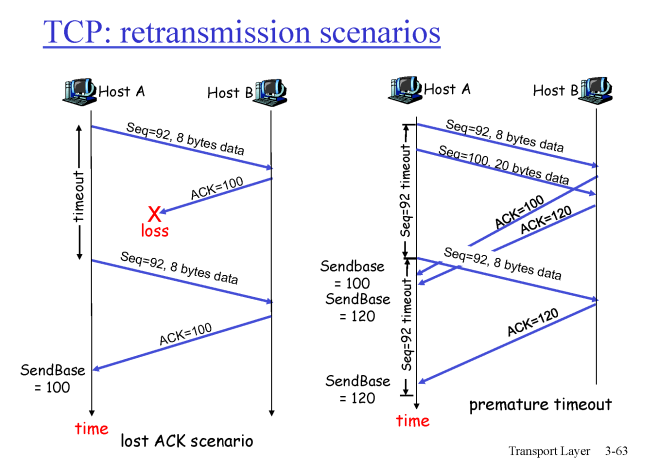 TCP: retransmission scenarios
Host A
Host B
Seq=92, 8 bytes data
ACK=100
timeout
X
loss
Seq=92, 8 bytes data
ACK=100
SendBase
= 100
time
lost ACK scenario
Host A
Host B
Seq=92, 8 bytes data
Seq=100, 20 bytes data
Seq=92 timeout
ACK=100
ACK=120
Seq=92, 8 bytes data
Sendbase
= 100
SendBase
= 120
Seq=92 timeout
ACK=120
SendBase
= 120
time
premature timeout
Transport Layer 3-63